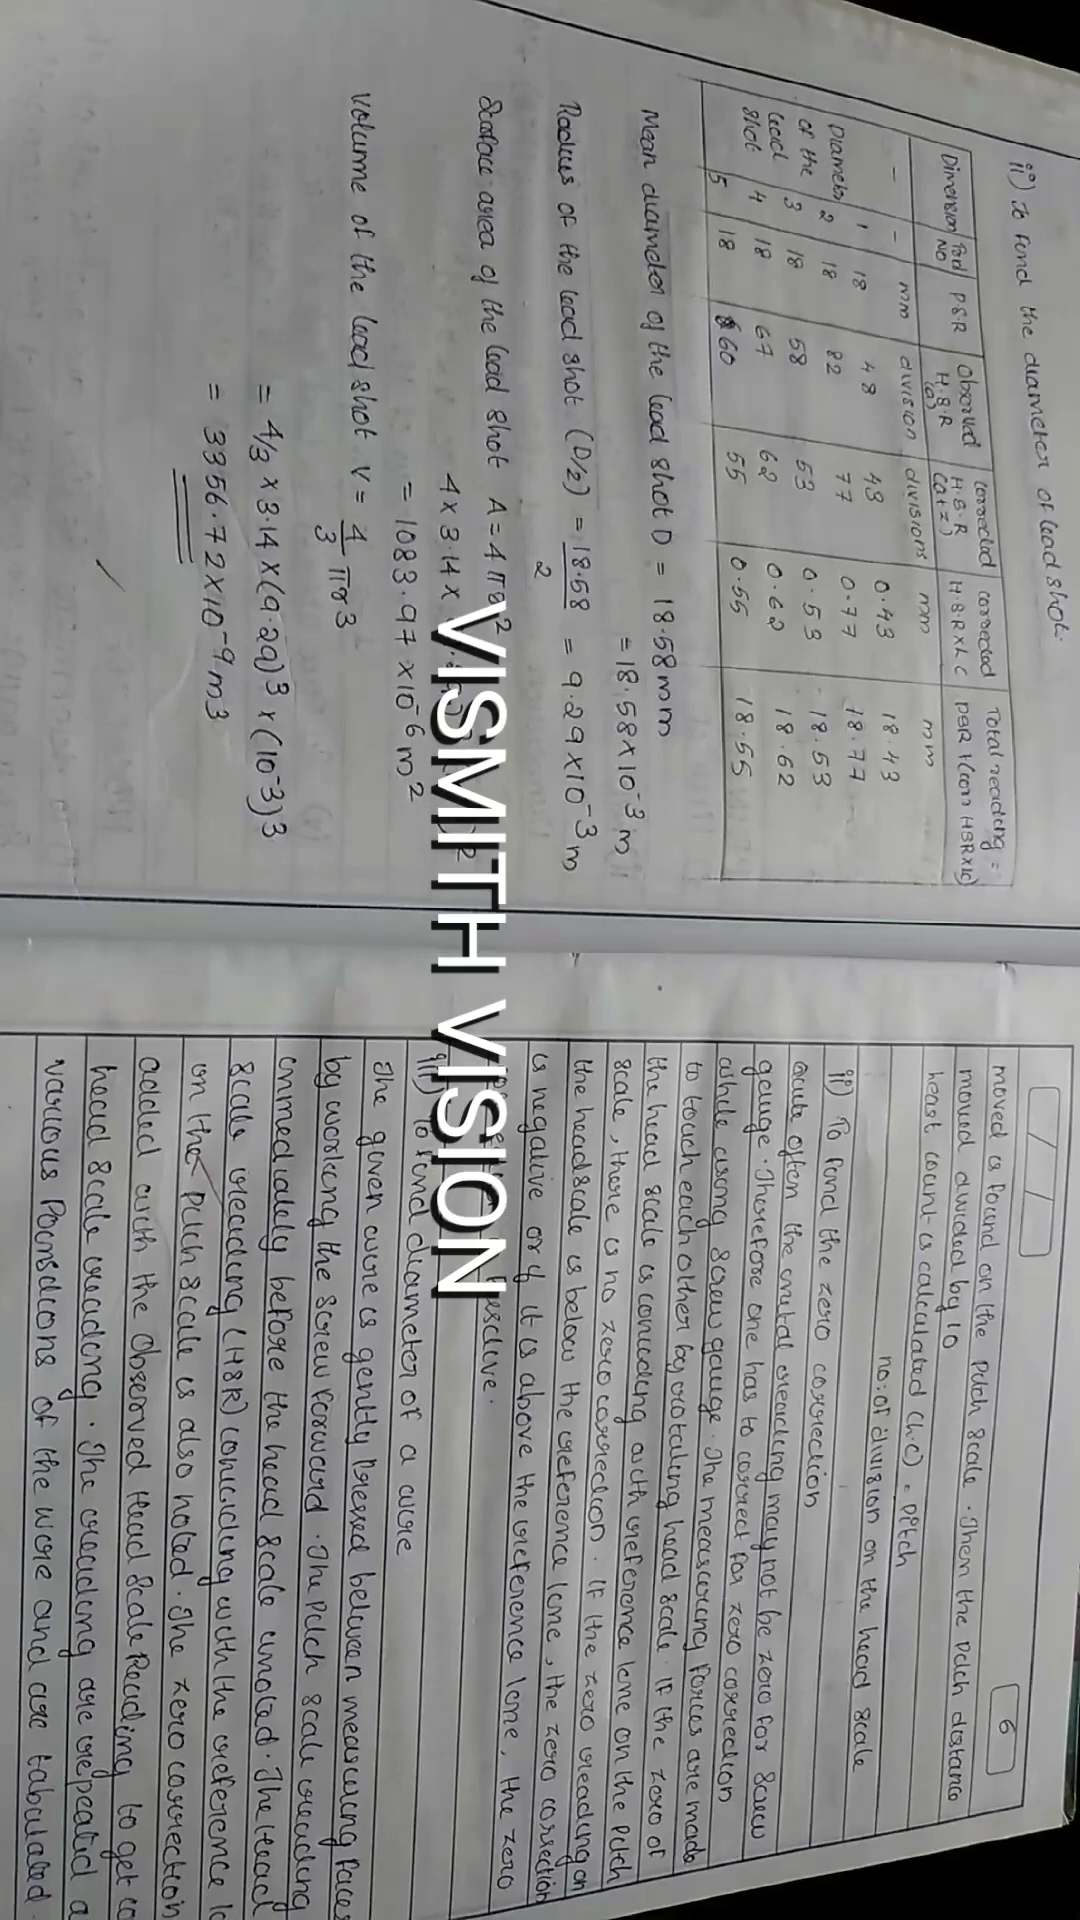 ii) To find the diameter of lead shot.
Dimension Trial No P.S.R Observed H.S.R (a) corrected H.S.R (a+z) corrected H.S.R x L.C Total reading = PSR + (corr HSR x LC)
- - mm division divisions mm mm
Diameter of the lead shot
1 18 48 43 0.43 18.43
2 18 82 77 0.77 18.77
3 18 58 53 0.53 18.53
4 18 67 62 0.62 18.62
5 18 60 55 0.55 18.55
Mean diameter of the lead shot D = 18.58mm
= 18.58x10⁻³m
Radius of the lead shot (D/2) = 18.58/2 = 9.29x10⁻³m
Surface area of the lead shot A = 4πr²
4 x 3.14 x
= 1083.97 x 10⁻⁶m²
volume of the lead shot V = 4/3 πr³
= 4/3 x 3.14 x (9.29)³ x (10⁻³)3
= 3356.72 x 10⁻⁹m3
6
moved is found on the pitch scale. Then the pitch distance
moved divided by 10
least count is calculated (L.C) = pitch
no: of division on the head scale
ii) To find the zero correction
Quite often the initial reading may not be zero for screw
gauge. Therefore one has to correct for zero correction
while using screw gauge. The measuring forces are made
to touch each other by rotating head scale. If the zero of
the head scale is coinciding with reference line on the pitch
scale, there is no zero correction. If the zero reading on
the head scale is below the reference line, the zero correction
is negative or if it is above the reference line, the zero
iii) To find diameter of a wire
The given wire is gently pressed between measuring faces
by working the screw forward. The pitch scale reading
immediately before the head scale is noted. The Head
scale reading (HSR) coinciding with the reference
on the pitch scale is also noted. The zero correction
added with the Observed Head Scale Reading to get
head scale reading. The reading are repeated
various positions of the wire and are tabulated.
VISMITH VISION